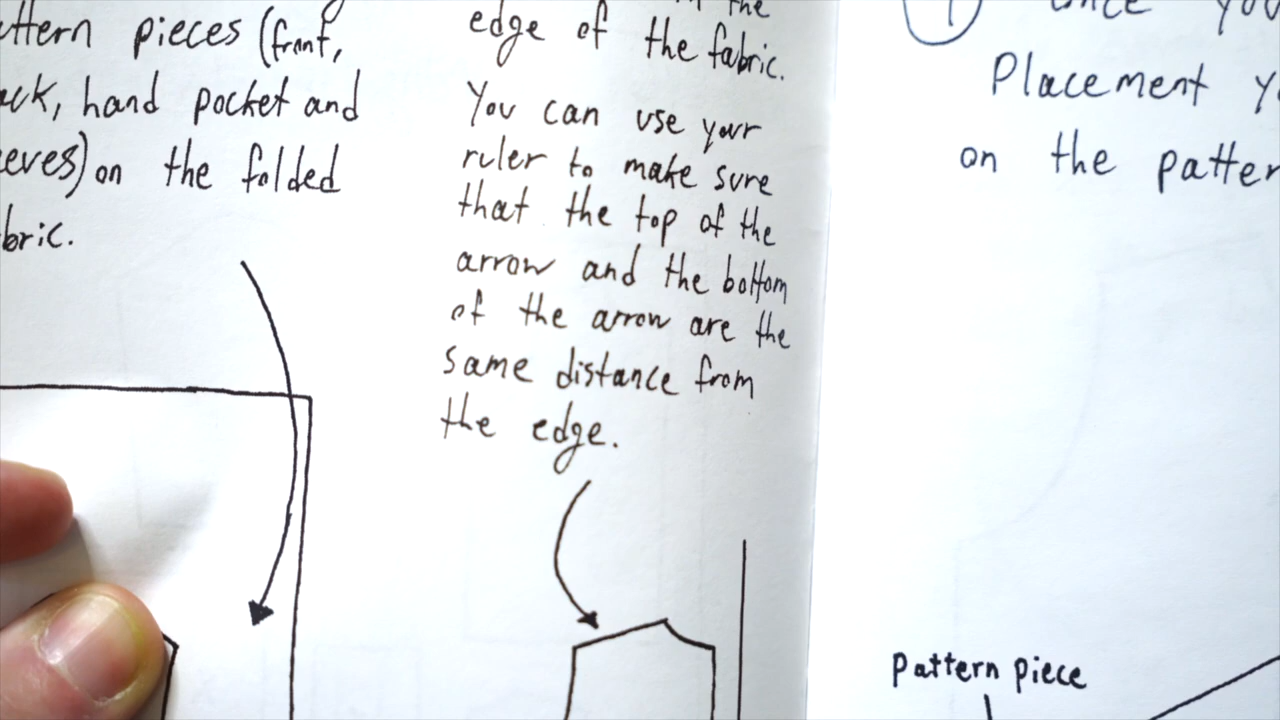 pieces (front,
hand pocket and
on the folded
the
edge of the fabric.
You can use your
ruler to make sure
that the top of the
arrow and the bottom
of the arrow are the
same distance from
the edge.
1
Placement
on the
pattern piece